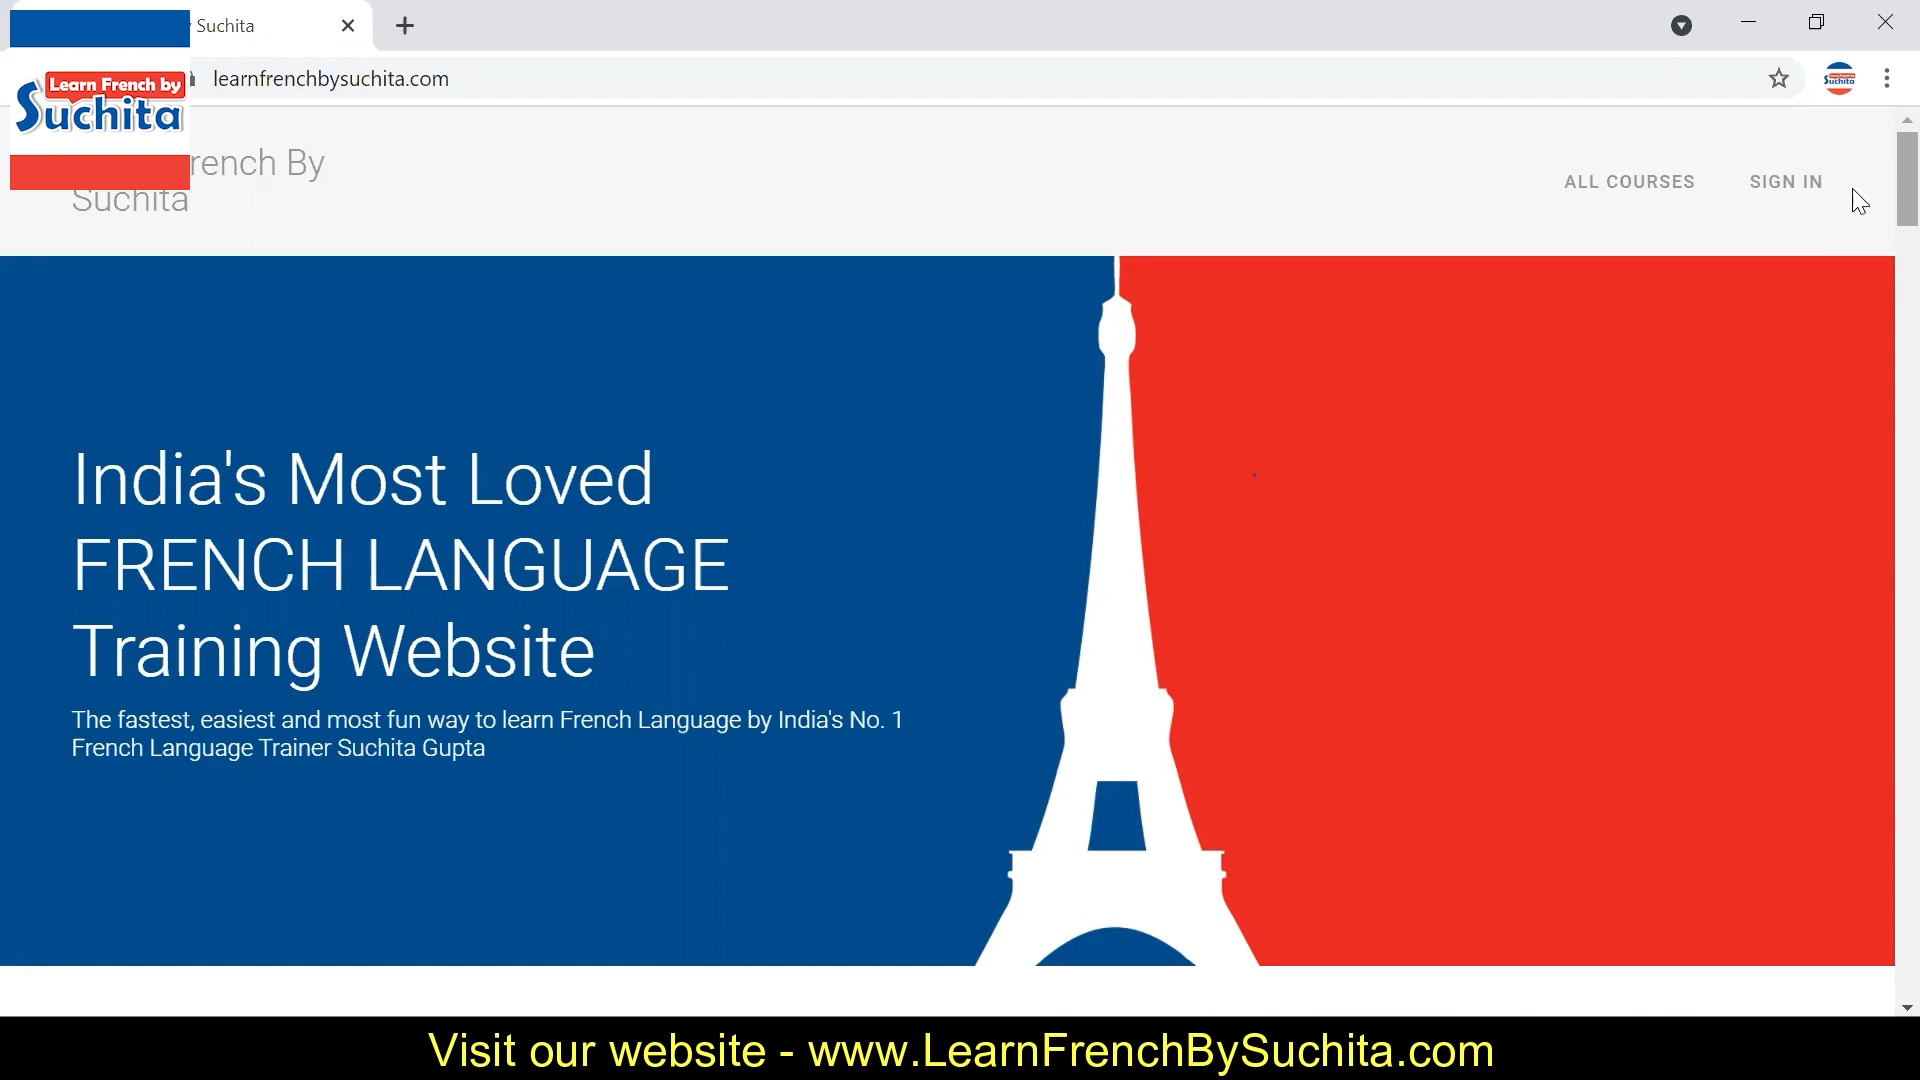 Suchita
learnfrenchbysuchita.com
Learn French by
Suchita
Suchita
rench By
Suchita
ALL COURSES
SIGN IN
India's Most Loved
FRENCH LANGUAGE
Training Website
The fastest, easiest and most fun way to learn French Language by India's No. 1
French Language Trainer Suchita Gupta
Visit our website - www.LearnFrenchBySuchita.com